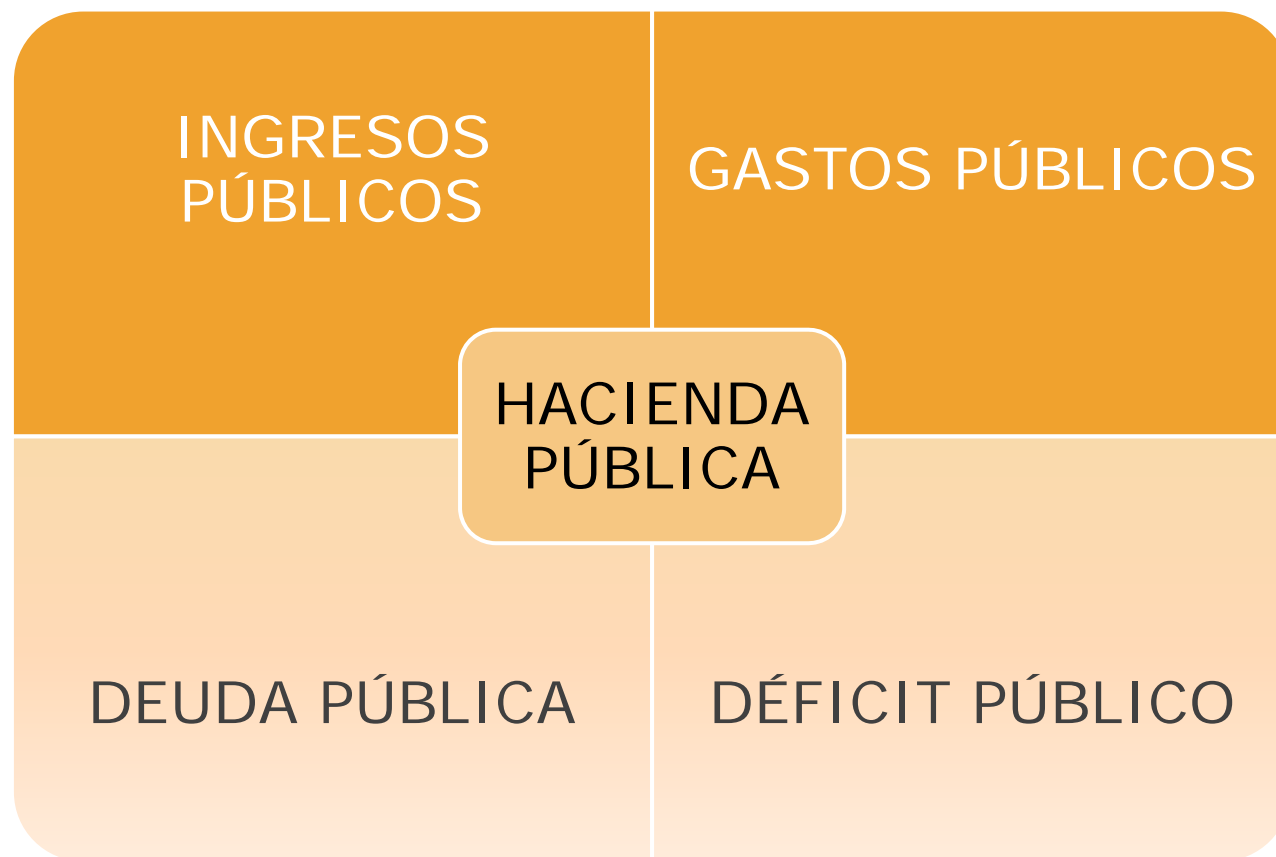 INGRESOS
PÚBLICOS
GASTOS PÚBLICOS
HACIENDA
PÚBLICA
DEUDA PÚBLICA
DÉFICIT PÚBLICO